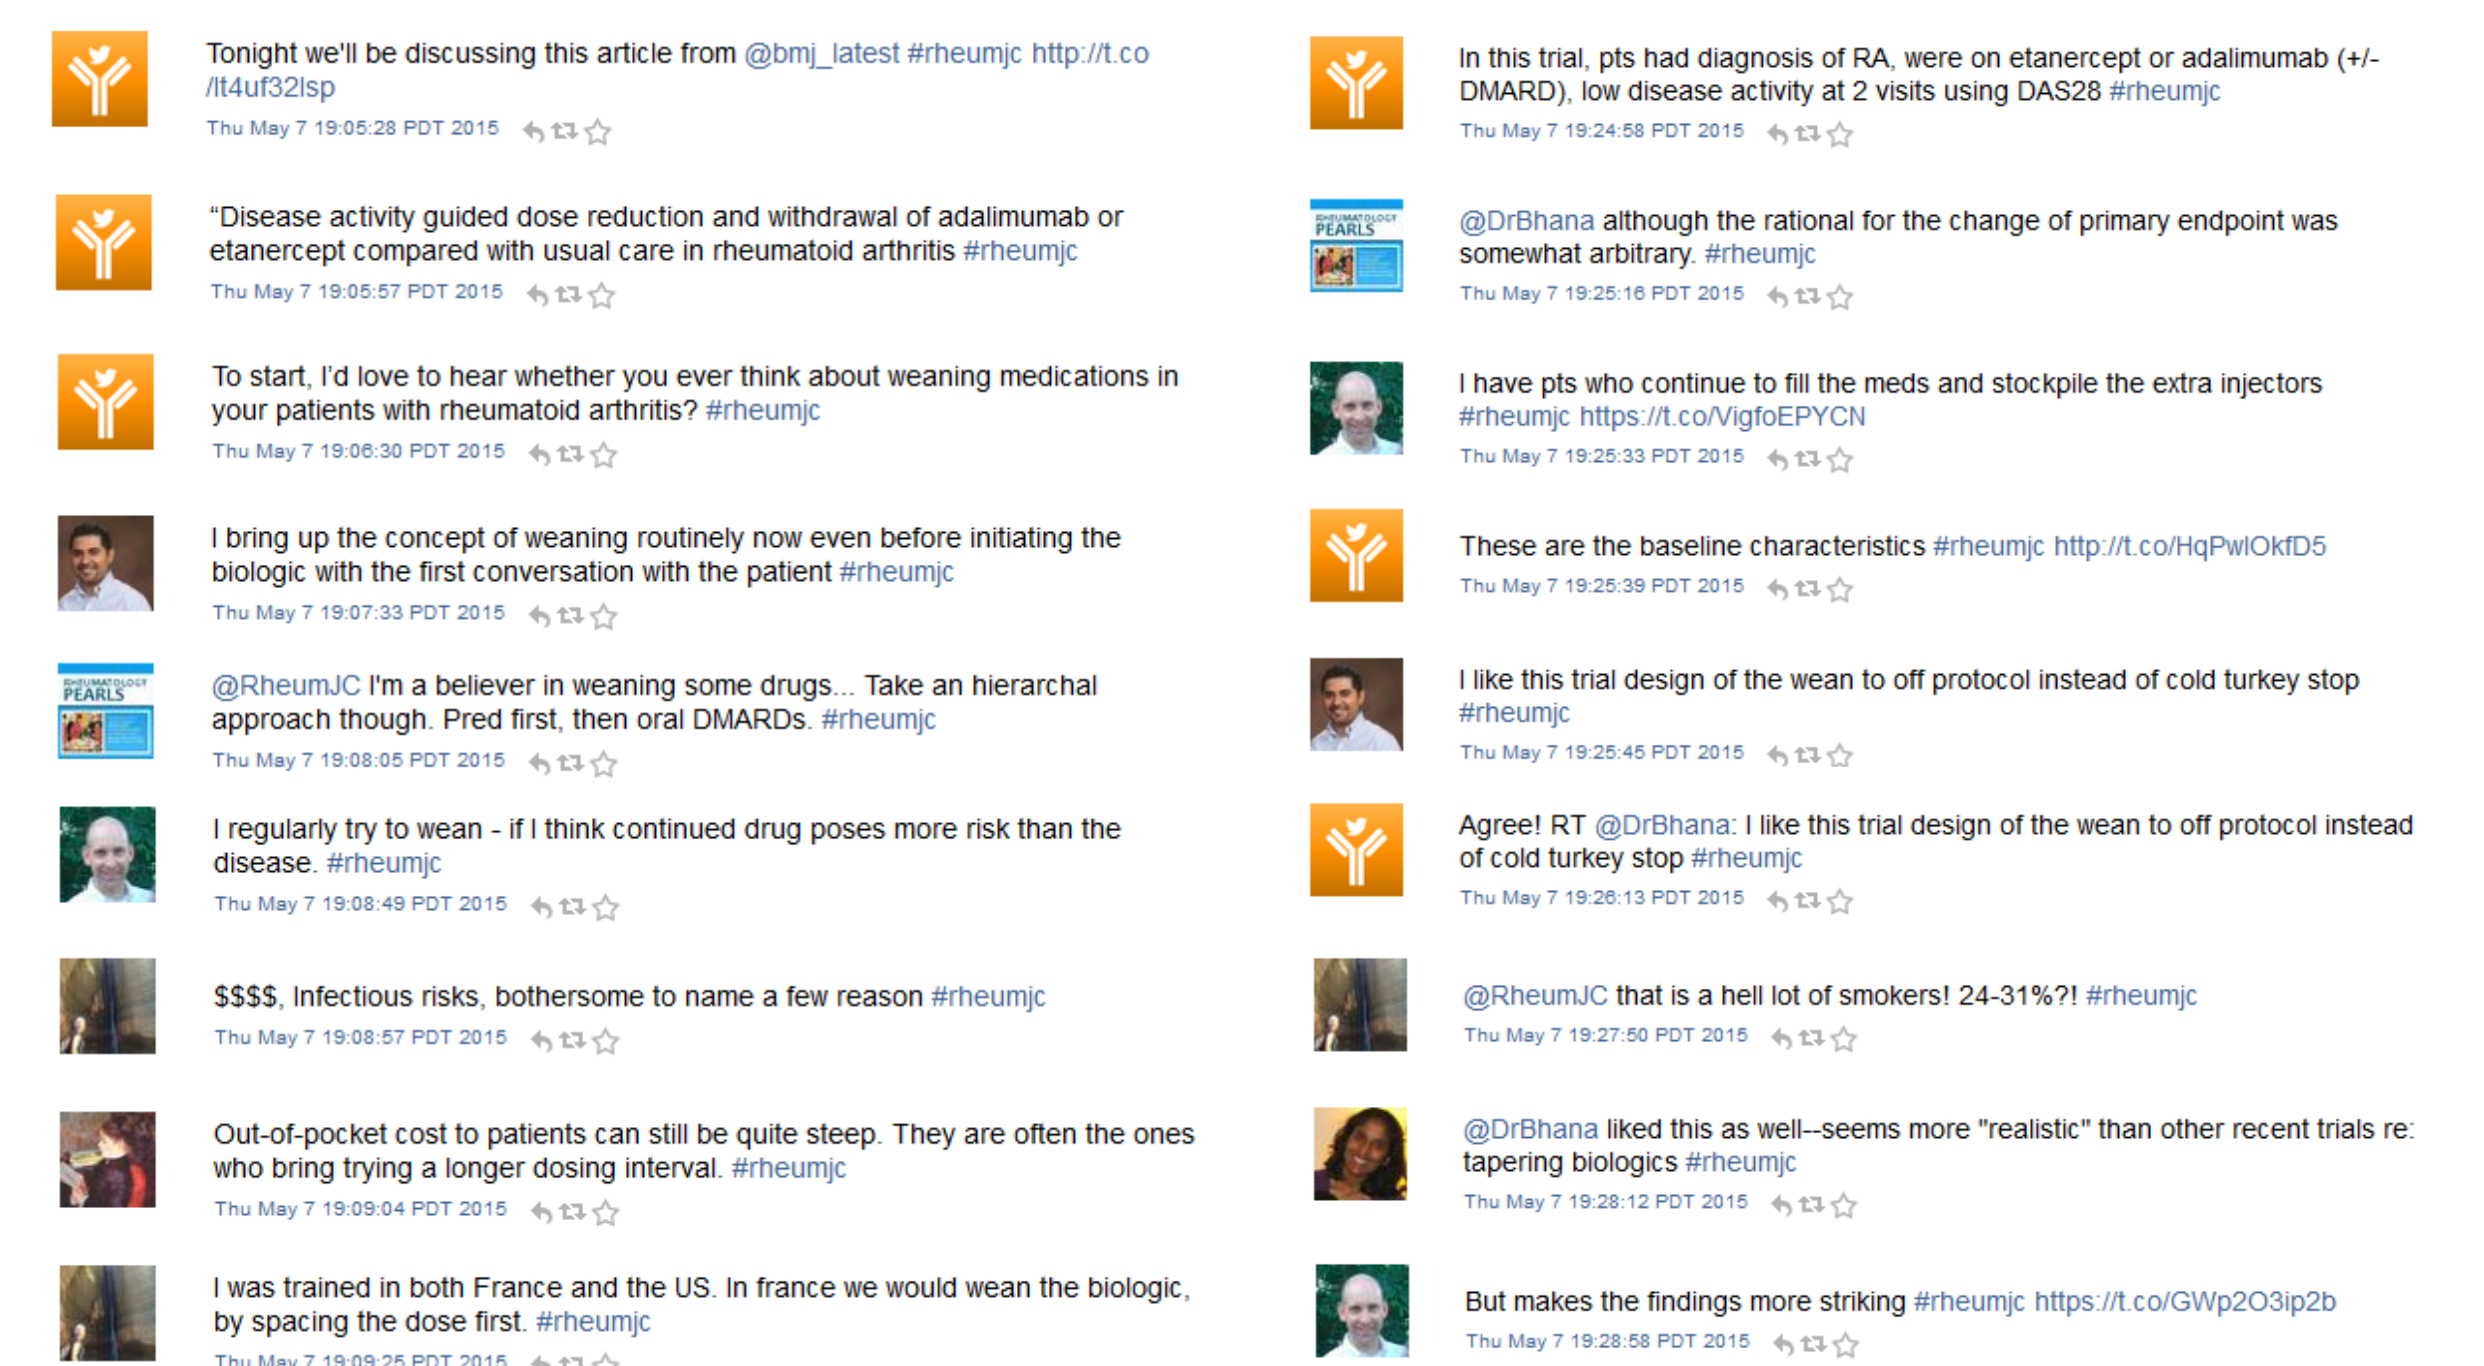 Tonight we'll be discussing this article from @bmj_latest #rheumjc http://t.co
/lt4uf32lsp
Thu May 7 19:05:28 PDT 2015
“Disease activity guided dose reduction and withdrawal of adalimumab or
etanercept compared with usual care in rheumatoid arthritis #rheumjc
Thu May 7 19:05:57 PDT 2015
To start, I'd love to hear whether you ever think about weaning medications in
your patients with rheumatoid arthritis? #rheumjc
Thu May 7 19:06:30 PDT 2015
I bring up the concept of weaning routinely now even before initiating the
biologic with the first conversation with the patient #rheumjc
Thu May 7 19:07:33 PDT 2015
RHEUMATOLOGY
PEARLS
@RheumJC I'm a believer in weaning some drugs... Take an hierarchal
approach though. Pred first, then oral DMARDs. #rheumjc
Thu May 7 19:08:05 PDT 2015
I regularly try to wean - if I think continued drug poses more risk than the
disease. #rheumjc
Thu May 7 19:08:49 PDT 2015
$$$$, Infectious risks, bothersome to name a few reason #rheumjc
Thu May 7 19:08:57 PDT 2015
Out-of-pocket cost to patients can still be quite steep. They are often the ones
who bring trying a longer dosing interval. #rheumjc
Thu May 7 19:09:04 PDT 2015
I was trained in both France and the US. In france we would wean the biologic,
by spacing the dose first. #rheumjc
Thu May 7 19:09:25 PDT 2015
In this trial, pts had diagnosis of RA, were on etanercept or adalimumab (+/-
DMARD), low disease activity at 2 visits using DAS28 #rheumjc
Thu May 7 19:24:58 PDT 2015
RHEUMATOLOGY
PEARLS
@DrBhana although the rational for the change of primary endpoint was
somewhat arbitrary. #rheumjc
Thu May 7 19:25:16 PDT 2015
I have pts who continue to fill the meds and stockpile the extra injectors
#rheumjc https://t.co/VigfoEPYCN
Thu May 7 19:25:33 PDT 2015
These are the baseline characteristics #rheumjc http://t.co/HqPwlOkfD5
Thu May 7 19:25:39 PDT 2015
I like this trial design of the wean to off protocol instead of cold turkey stop
#rheumjc
Thu May 7 19:25:45 PDT 2015
Agree! RT @DrBhana: I like this trial design of the wean to off protocol instead
of cold turkey stop #rheumjc
Thu May 7 19:26:13 PDT 2015
@RheumJC that is a hell lot of smokers! 24-31%?! #rheumjc
Thu May 7 19:27:50 PDT 2015
@DrBhana liked this as well--seems more "realistic" than other recent trials re:
tapering biologics #rheumjc
Thu May 7 19:28:12 PDT 2015
But makes the findings more striking #rheumjc https://t.co/GWp2O3ip2b
Thu May 7 19:28:58 PDT 2015